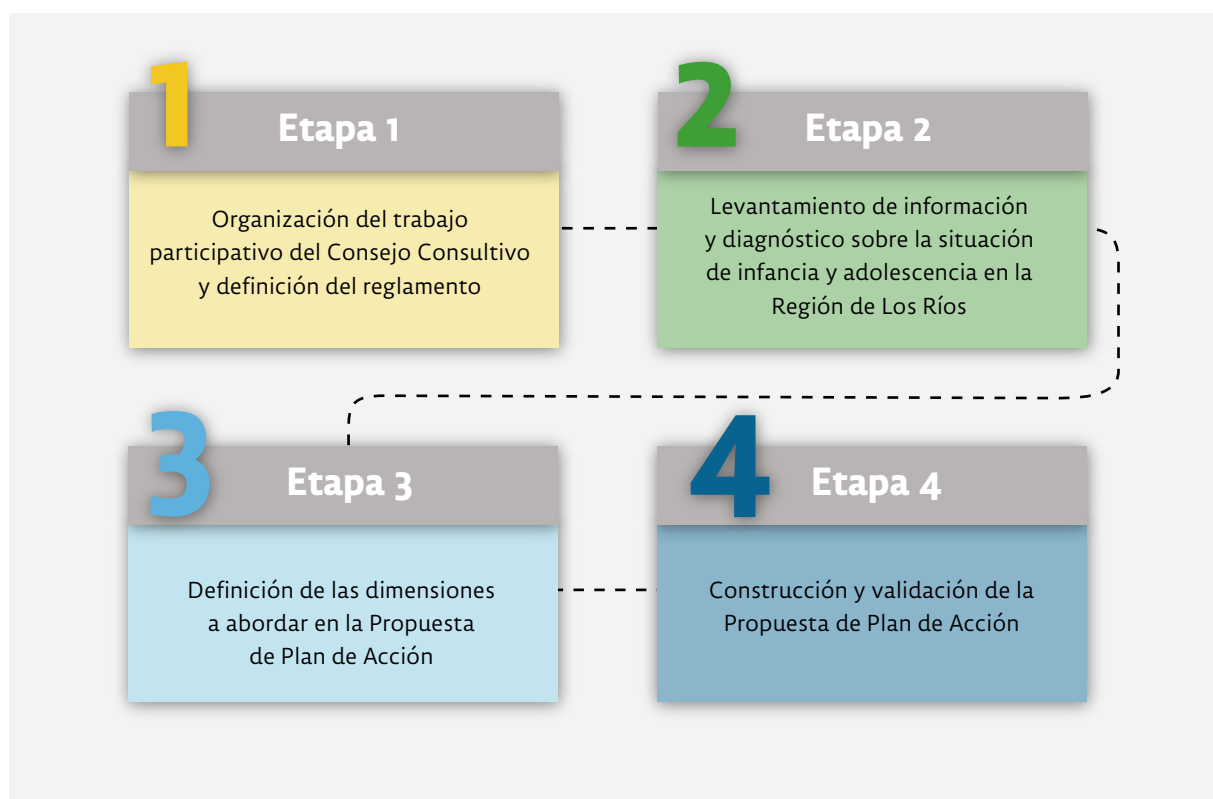 1
Etapa 1
Organización del trabajo
participativo del Consejo Consultivo
y definición del reglamento
2
Etapa 2
Levantamiento de información
y diagnóstico sobre la situación
de infancia y adolescencia en la
Región de Los Ríos
3
Etapa 3
Definición de las dimensiones
a abordar en la Propuesta
de Plan de Acción
4
Etapa 4
Construcción y validación de la
Propuesta de Plan de Acción